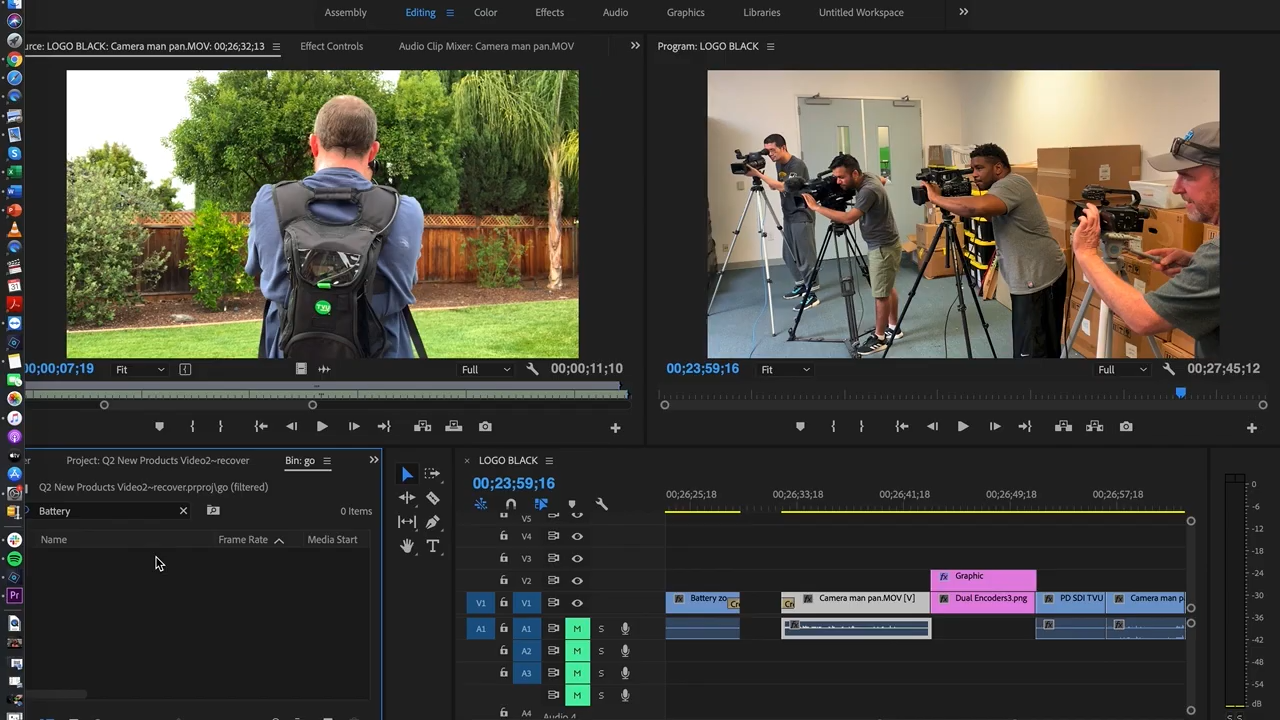 Assembly Editing Color Effects Audio Graphics Libraries Untitled Workspace
urce: LOGO BLACK: Camera man pan.MOV: 00;26;32;13 Effect Controls Audio Clip Mixer: Camera man pan.MOV Program: LOGO BLACK
TVU
00;00;07;19 Fit Full 00;00;11;10 00;23;59;16 Fit Full 00;27;45;12
Project: Q2 New Products Video2~recover Bin: go
Q2 New Products Video2~recover.prproj\go (filtered)
Battery 0 Items
Name Frame Rate Media Start
LOGO BLACK
00;23;59;16
00;26;25;18 00;26;33;18 00;26;41;18 00;26;49;18 00;26;57;18
V5
V4
V3
V2 Graphic
V1 V1 Battery zo Cr Cr Camera man pan.MOV [V] Dual Encoders3.png PD SDI TVU Camera man p
A1 A1 M S
A2 M S
A3 M S
M S
A4 Audio 4
0
-6
-12
-18
-24
-30
-36
-42
-48
-54
dB
S S
Pr